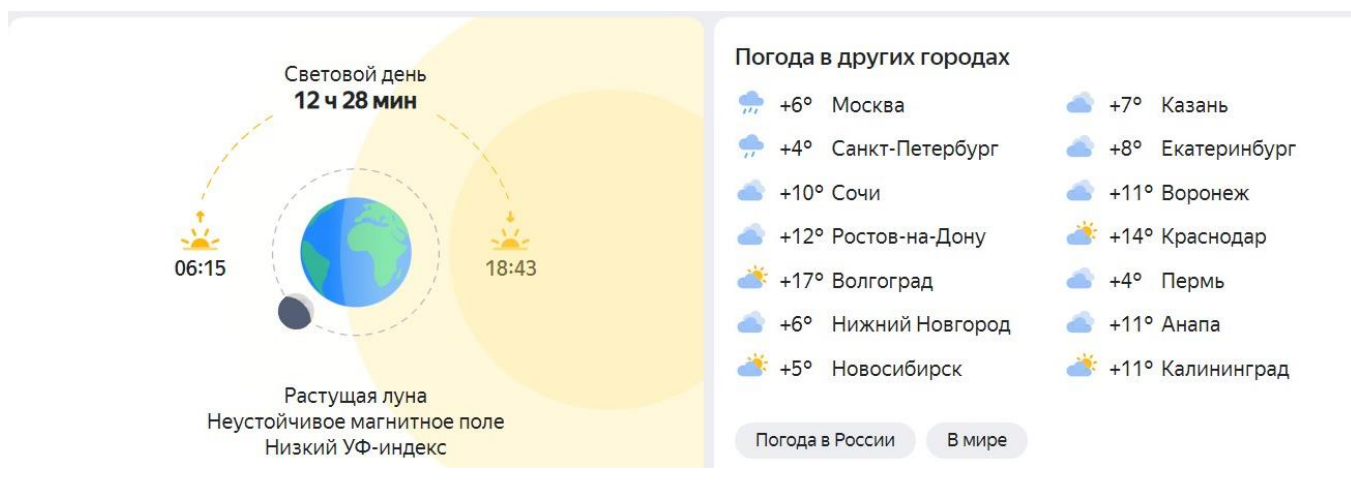 Световой день
12 ч 28 мин
06:15
18:43
Растущая луна
Неустойчивое магнитное поле
Низкий УФ-индекс
Погода в других городах
+6° Москва
+4° Санкт-Петербург
+10° Сочи
+12° Ростов-на-Дону
+17° Волгоград
+6° Нижний Новгород
+5° Новосибирск
+7° Казань
+8° Екатеринбург
+11° Воронеж
+14° Краснодар
+4° Пермь
+11° Анапа
+11° Калининград
Погода в России
В мире